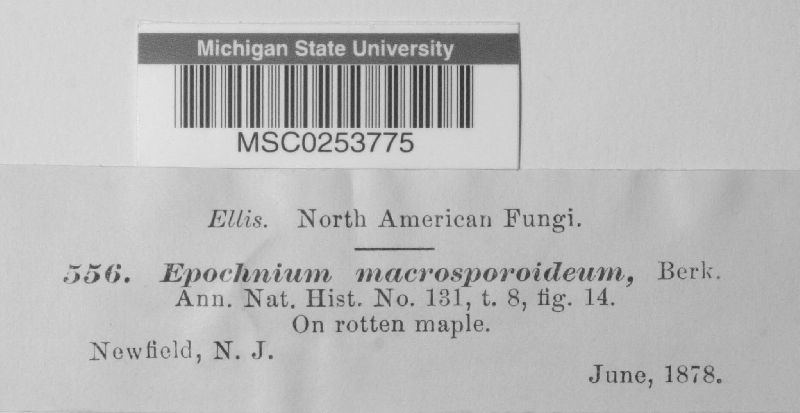 Michigan State University
MSC0253775
Ellis. North American Fungi.
556. Epochnium macrosporoideum, Berk.
Ann. Nat. Hist. No. 131, t. 8, fig. 14.
On rotten maple.
Newfield, N. J.
June, 1878.